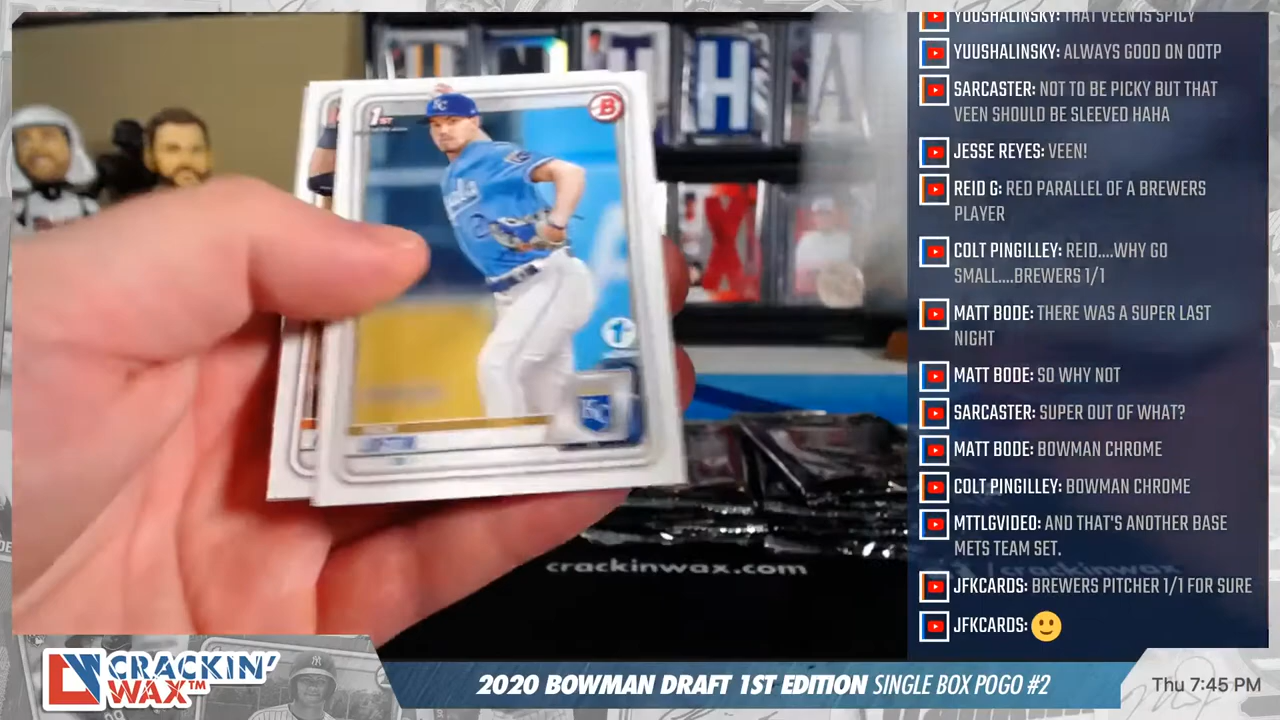 YUUSHALINSKY: THAT VEEN IS SPICY
YUUSHALINSKY: ALWAYS GOOD ON OOTP
SARCASTER: NOT TO BE PICKY BUT THAT
VEEN SHOULD BE SLEEVED HAHA
JESSE REYES: VEEN!
REID G: RED PARALLEL OF A BREWERS
PLAYER
COLT PINGILLEY: REID....WHY GO
SMALL....BREWERS 1/1
MATT BODE: THERE WAS A SUPER LAST
NIGHT
MATT BODE: SO WHY NOT
SARCASTER: SUPER OUT OF WHAT?
MATT BODE: BOWMAN CHROME
COLT PINGILLEY: BOWMAN CHROME
MTTLGVIDEO: AND THAT'S ANOTHER BASE
METS TEAM SET.
JFKCARDS: BREWERS PITCHER 1/1 FOR SURE
JFKCARDS: 🙂
1ST
B
KC
1st
KC
H
A
X
crackinwax.com
CRACKIN'
WAX™
2020 BOWMAN DRAFT 1ST EDITION SINGLE BOX POGO #2
Thu 7:45 PM